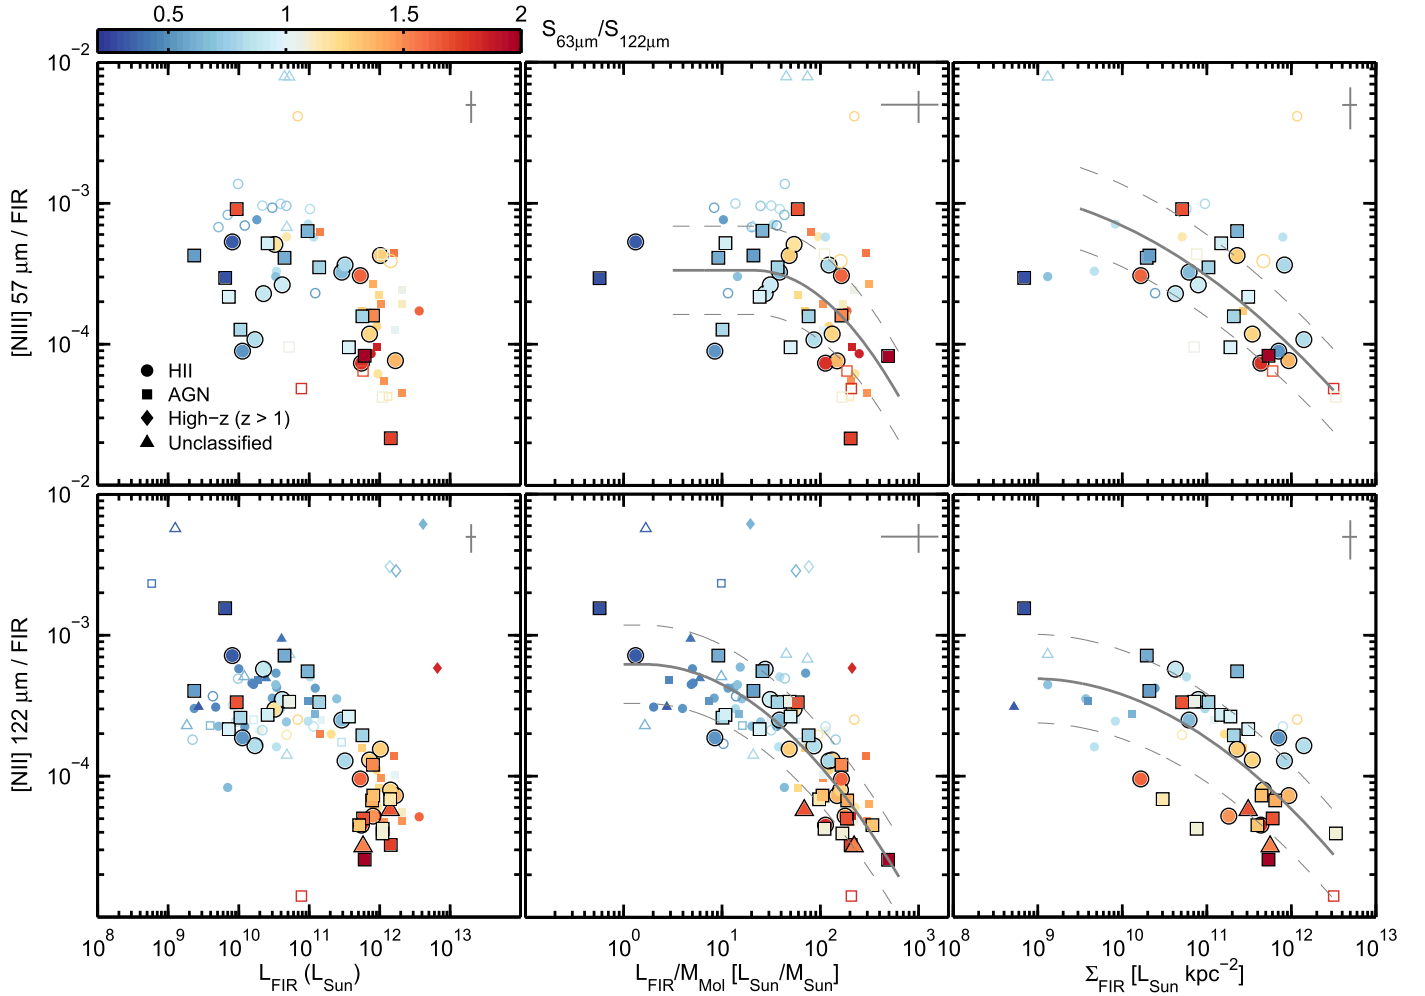 0.5 1 1.5 2
S63μm/S122μm
10−2
10−3
10−4
10−2
[NIII] 57 μm / FIR
HII
AGN
High−z (z > 1)
Unclassified
10
10−3
10−4
[NII] 122 μm / FIR
10^8 10^9 10^10 10^11 10^12 10^13
10^0 10^1 10^2 10^3
10^9 10^10 10^11 10^12 10^13
LFIR (LSun)
LFIR/MMol [LSun/MSun]
ΣFIR [LSun kpc−2]